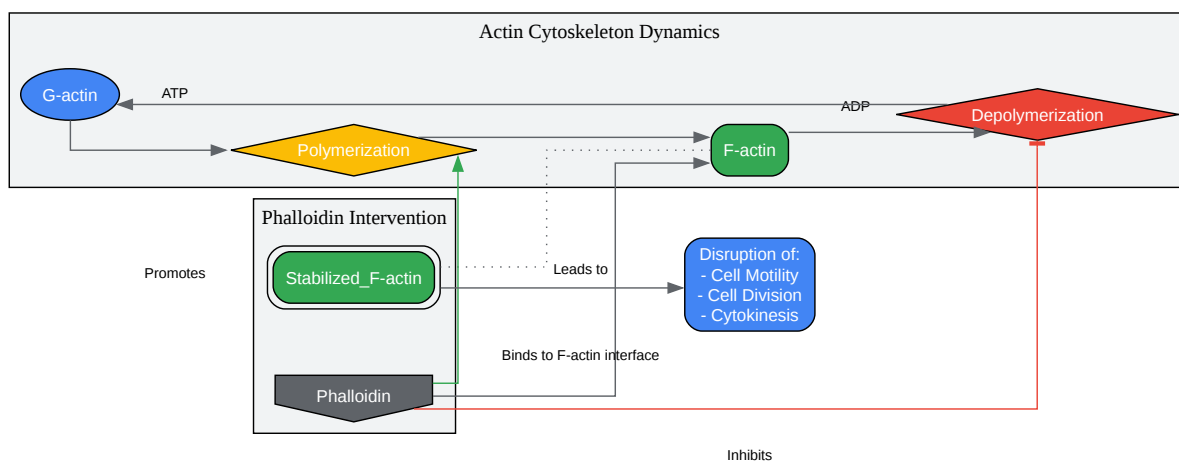 Actin Cytoskeleton Dynamics
G-actin
ATP
ADP
Depolymerization
Polymerization
F-actin
Phalloidin Intervention
Promotes
Stabilized_F-actin
Leads to
Disruption of:
- Cell Motility
- Cell Division
- Cytokinesis
Binds to F-actin interface
Phalloidin
Inhibits